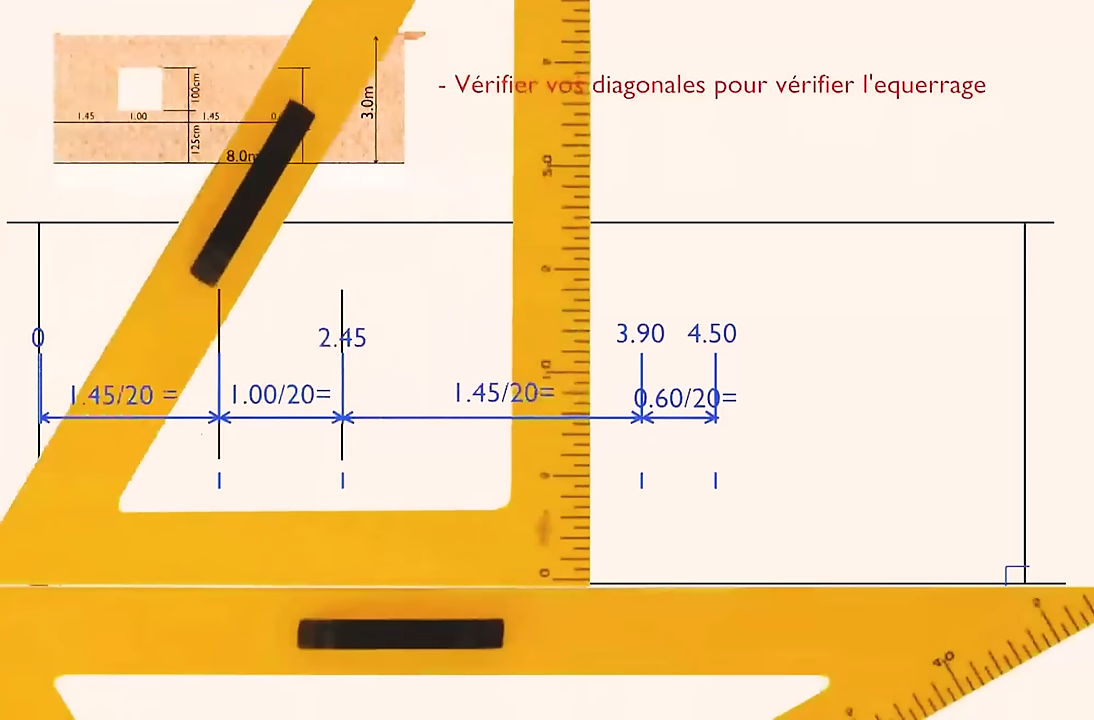 - Vérifier vos diagonales pour vérifier l'equerrage
100cm
3.0m
1.45
1.00
1.45
125cm
8.0m
0
2.45
3.90
4.50
1.45/20 =
1.00/20=
1.45/20=
0.60/20=